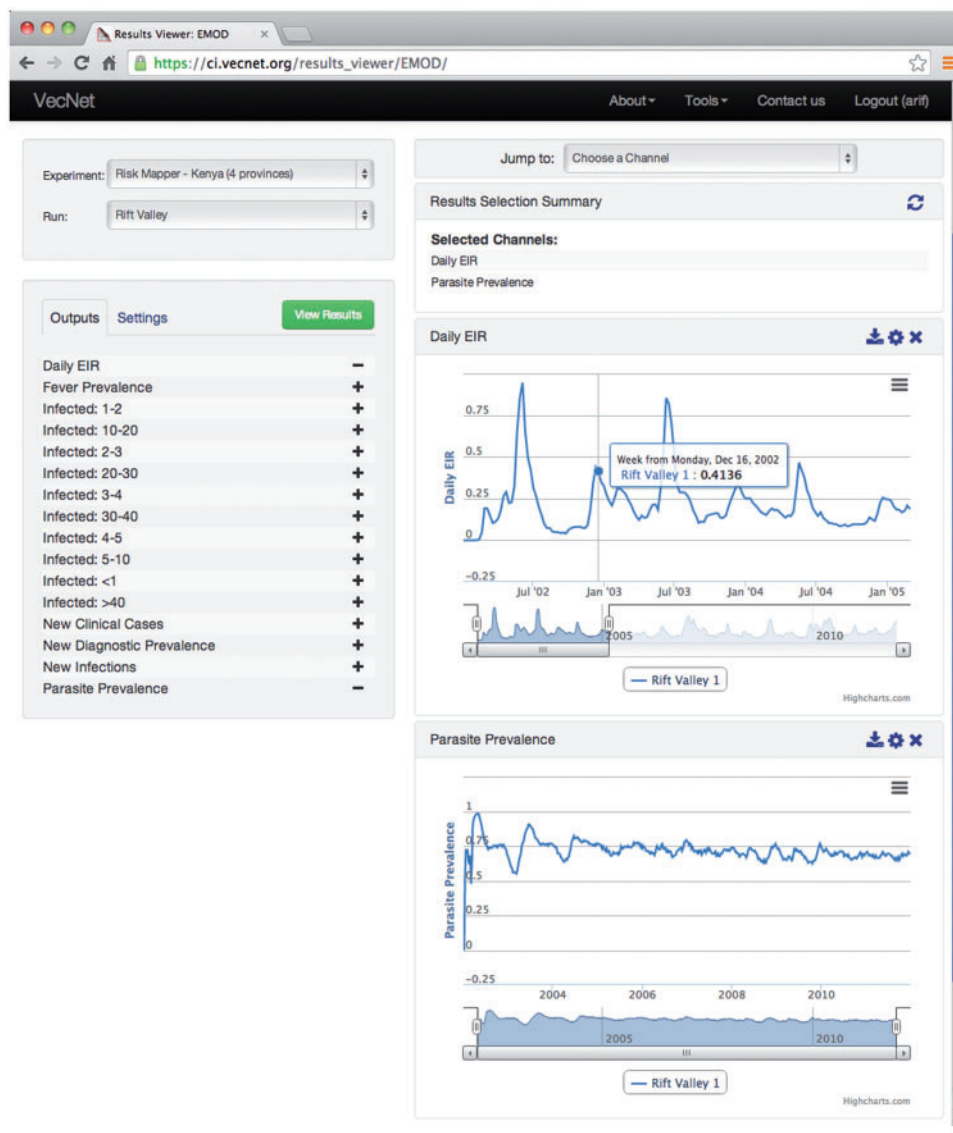 Results Viewer: EMOD
https://ci.vecnet.org/results_viewer/EMOD/
VecNet About Tools Contact us Logout (arif)
Experiment: Risk Mapper - Kenya (4 provinces)
Run: Rift Valley
Outputs Settings View Results
Daily EIR
Fever Prevalence
Infected: 1-2
Infected: 10-20
Infected: 2-3
Infected: 20-30
Infected: 3-4
Infected: 30-40
Infected: 4-5
Infected: 5-10
Infected: <1
Infected: >40
New Clinical Cases
New Diagnostic Prevalence
New Infections
Parasite Prevalence
Jump to: Choose a Channel
Results Selection Summary
Selected Channels:
Daily EIR
Parasite Prevalence
Daily EIR
Daily EIR
0.75
0.5
0.25
0
-0.25
Week from Monday, Dec 16, 2002
Rift Valley 1 : 0.4136
Jul '02 Jan '03 Jul '03 Jan '04 Jul '04 Jan '05
2005 2010
Rift Valley 1
Highcharts.com
Parasite Prevalence
Parasite Prevalence
1
0.75
0.5
0.25
0
-0.25
2004 2006 2008 2010
2005 2010
Rift Valley 1
Highcharts.com